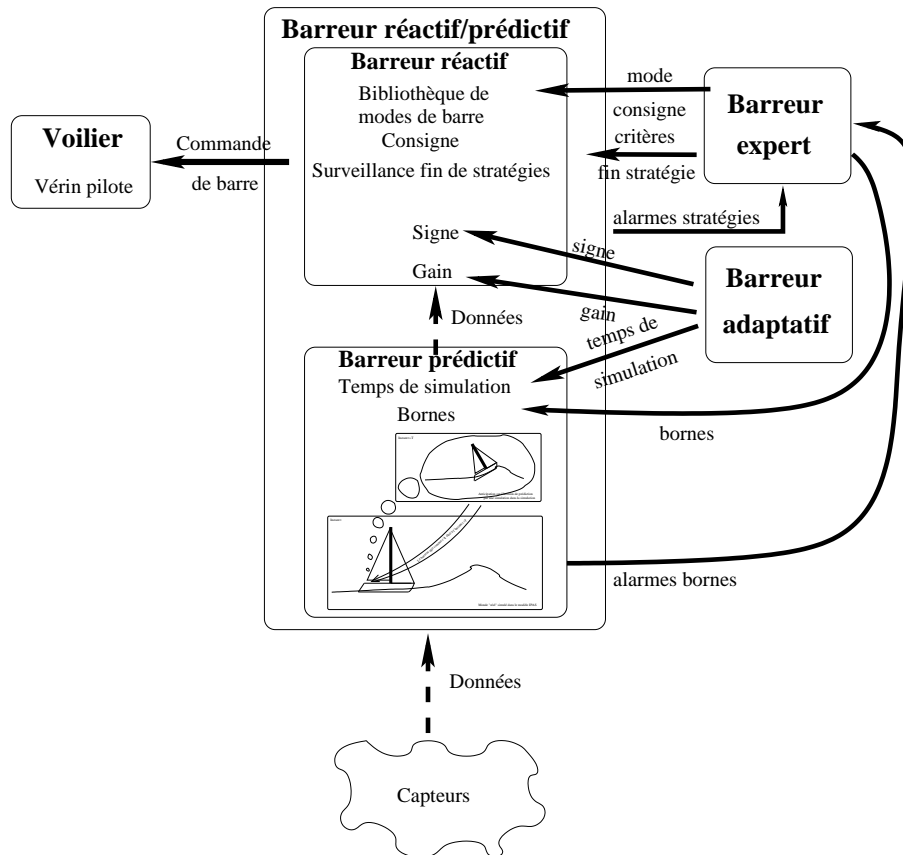 Barreur réactif/prédictif
Barreur réactif
Bibliothèque de
modes de barre
Consigne
Surveillance fin de stratégies
Signe
Gain
Voilier
Vérin pilote
Commande
de barre
mode
consigne
critères
fin stratégie
alarmes stratégies
Barreur
expert
signe
gain
temps de
simulation
Barreur
adaptatif
Données
Barreur prédictif
Temps de simulation
Bornes
bornes
alarmes bornes
Données
Capteurs